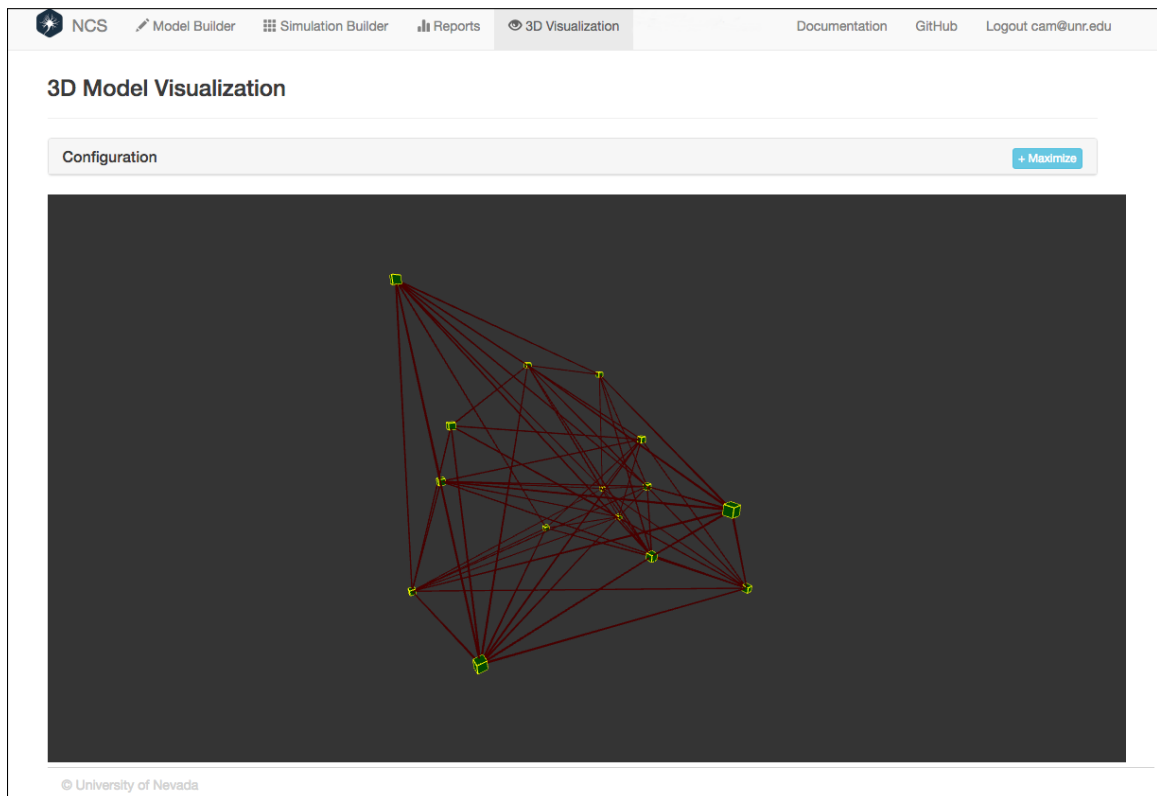 NCS Model Builder Simulation Builder Reports 3D Visualization Documentation GitHub Logout cam@unr.edu
3D Model Visualization
Configuration + Maximize
© University of Nevada